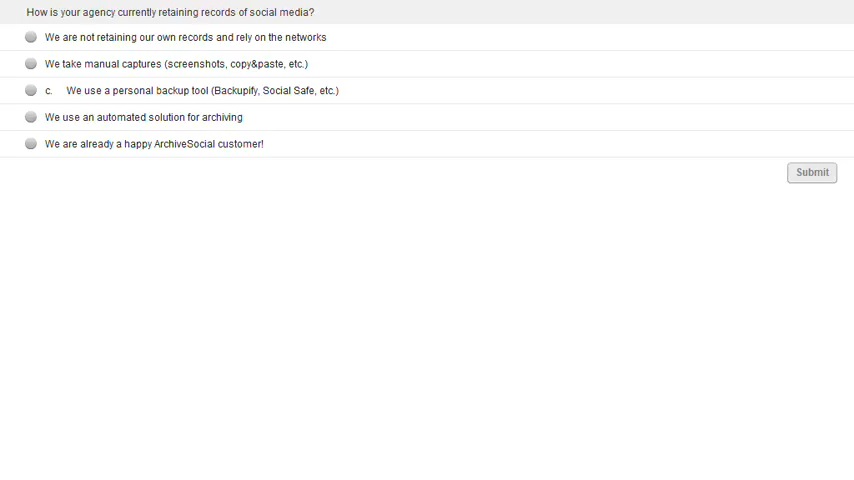 How is your agency currently retaining records of social media?
We are not retaining our own records and rely on the networks
We take manual captures (screenshots, copy&paste, etc.)
c. We use a personal backup tool (Backupify, Social Safe, etc.)
We use an automated solution for archiving
We are already a happy ArchiveSocial customer!
Submit